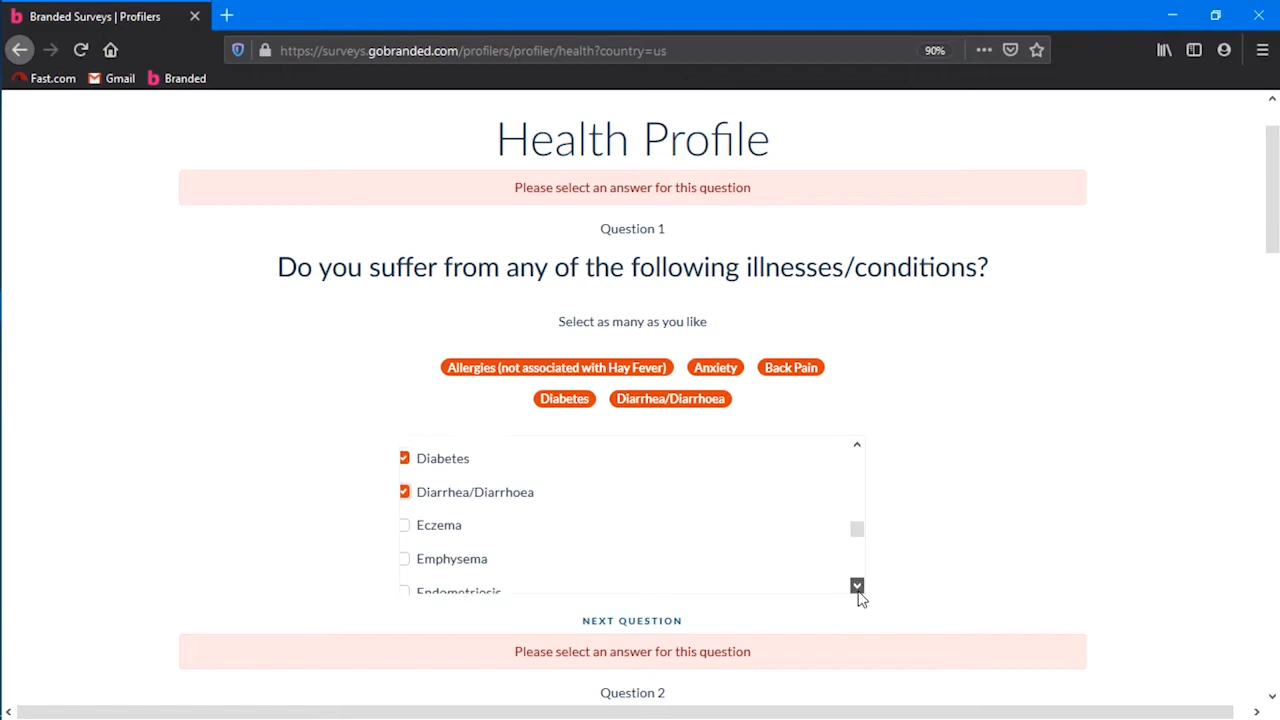 Branded Surveys | Profilers
https://surveys.gobranded.com/profilers/profiler/health?country=us
90%
Fast.com Gmail Branded
Health Profile
Please select an answer for this question
Question 1
Do you suffer from any of the following illnesses/conditions?
Select as many as you like
Allergies (not associated with Hay Fever) Anxiety Back Pain
Diabetes Diarrhea/Diarrhoea
Diabetes
Diarrhea/Diarrhoea
Eczema
Emphysema
Endometriosis
NEXT QUESTION
Please select an answer for this question
Question 2